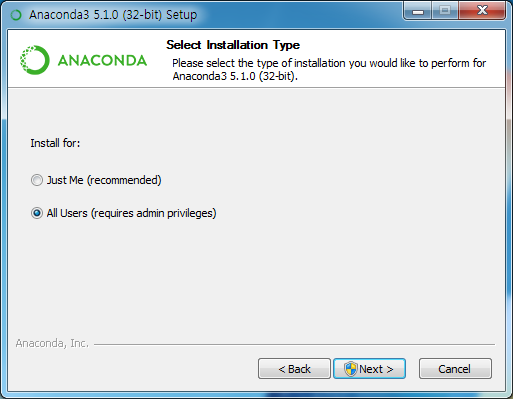 Anaconda3 5.1.0 (32-bit) Setup
ANACONDA
Select Installation Type
Please select the type of installation you would like to perform for
Anaconda3 5.1.0 (32-bit).
Install for:
Just Me (recommended)
All Users (requires admin privileges)
Anaconda, Inc.
< Back
Next >
Cancel